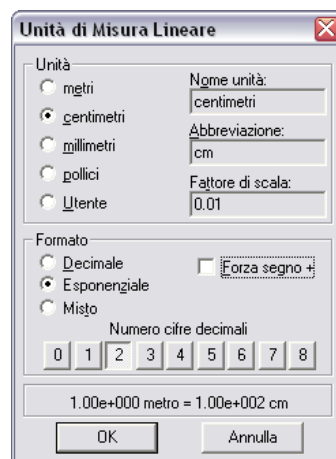 Unità di Misura Lineare
Unità
metri
centimetri
millimetri
pollici
Utente
Nome unità:
centimetri
Abbreviazione:
cm
Fattore di scala:
0.01
Formato
Decimale
Esponenziale
Misto
Forza segno +
Numero cifre decimali
0 1 2 3 4 5 6 7 8
1.00e+000 metro = 1.00e+002 cm
OK Annulla